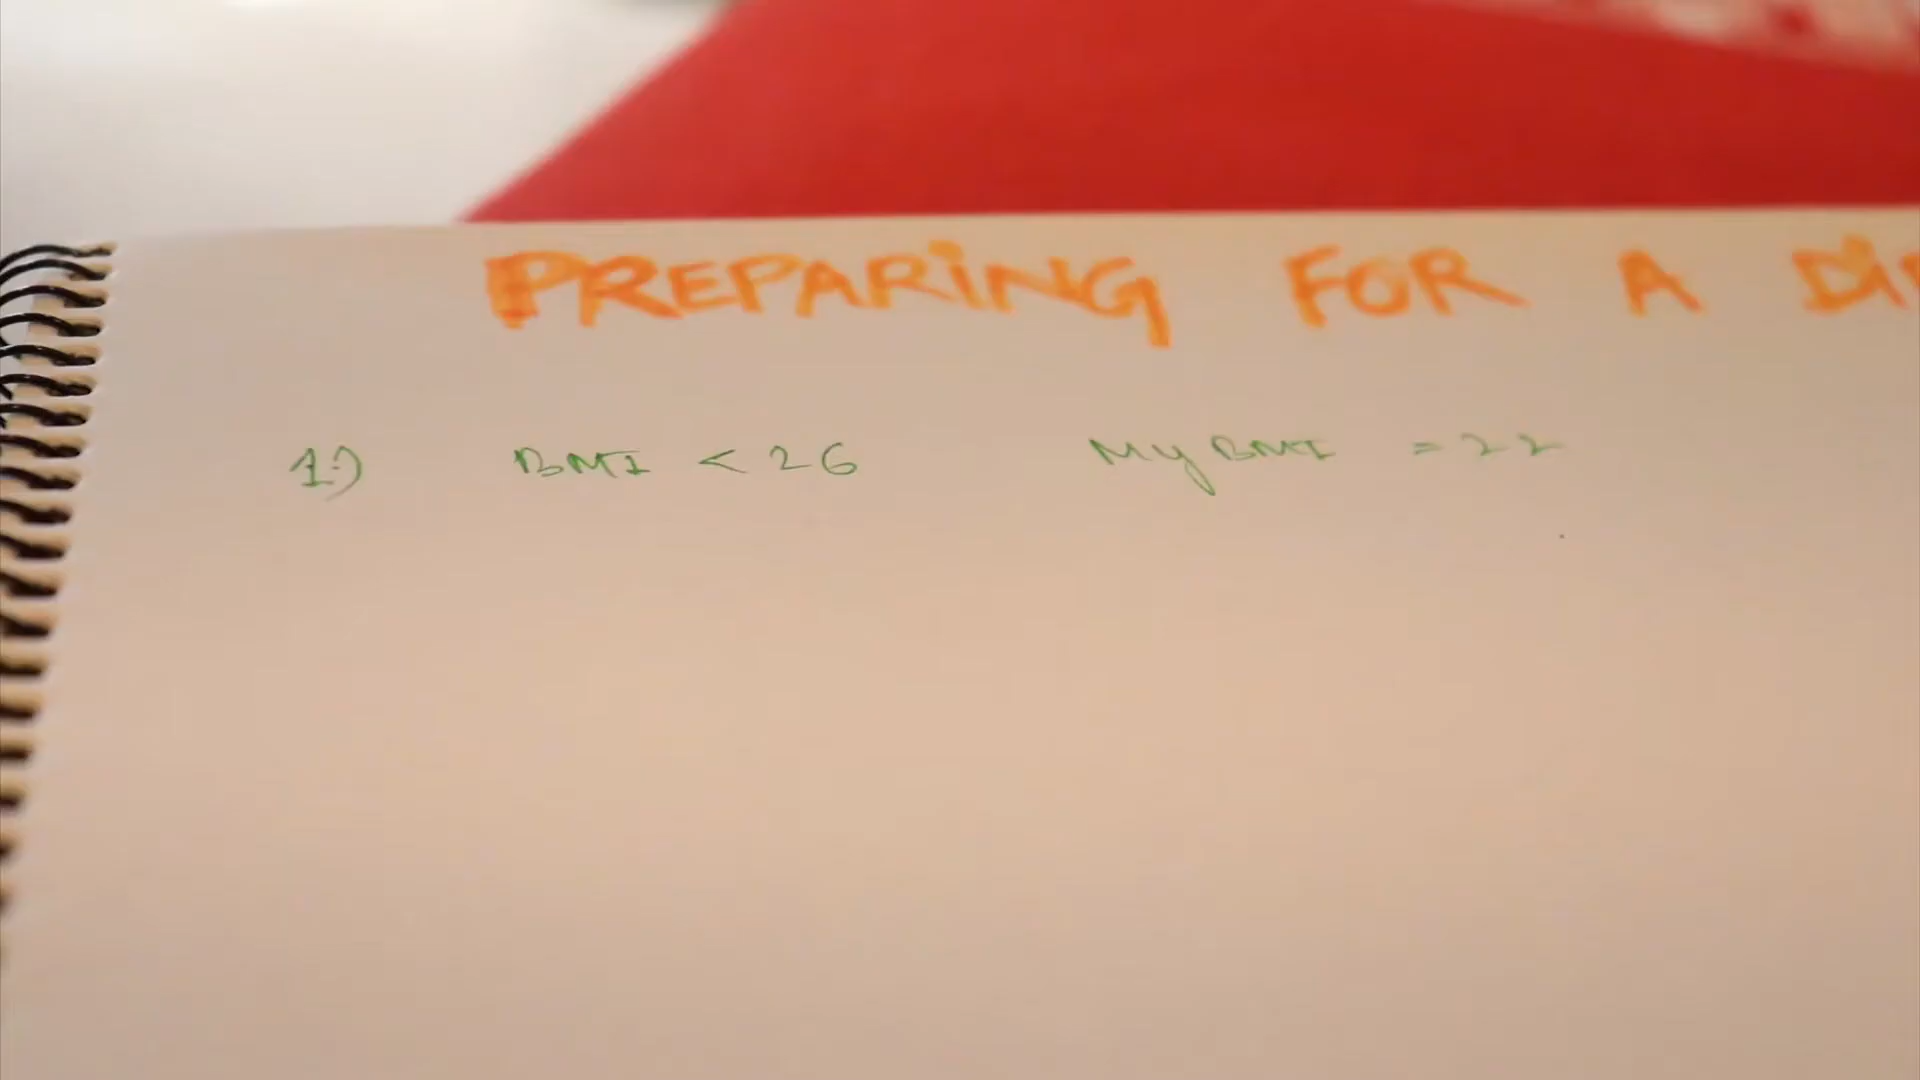 PREPARING FOR A
1.) BMI < 26 My BMI = 22